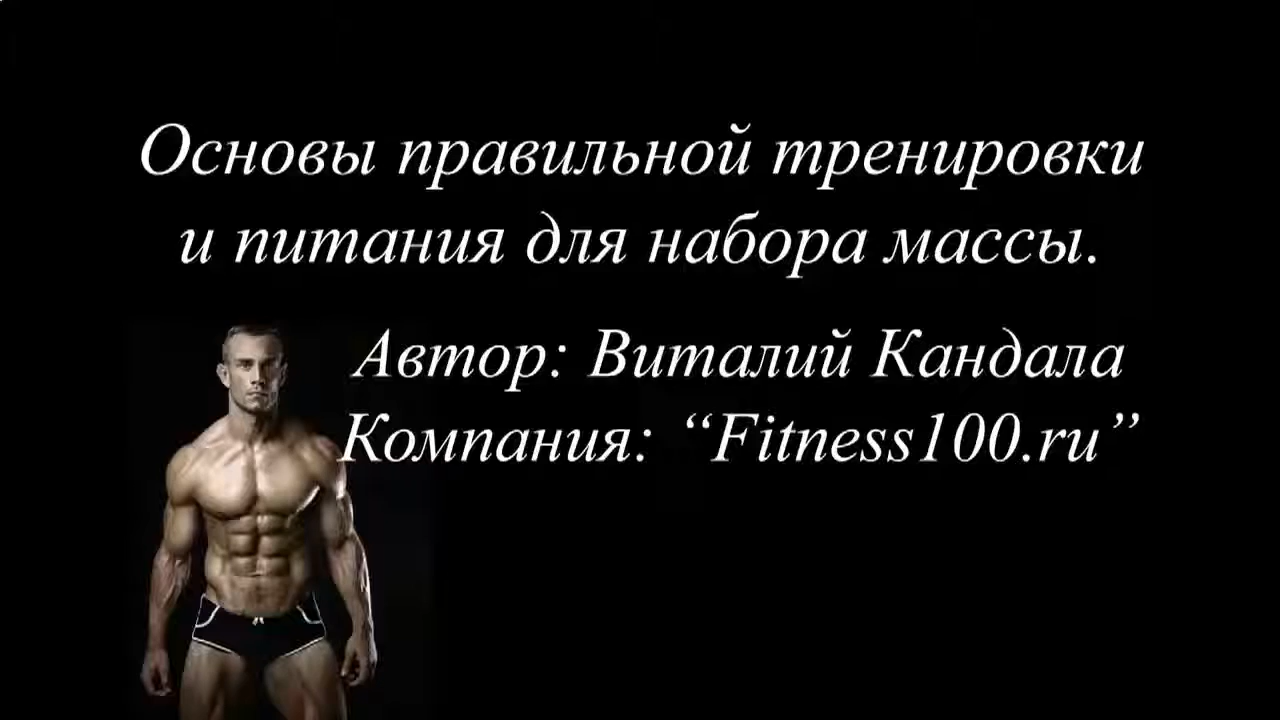 Основы правильной тренировки
и питания для набора массы.
Автор: Виталий Кандала
Компания: “Fitness100.ru”